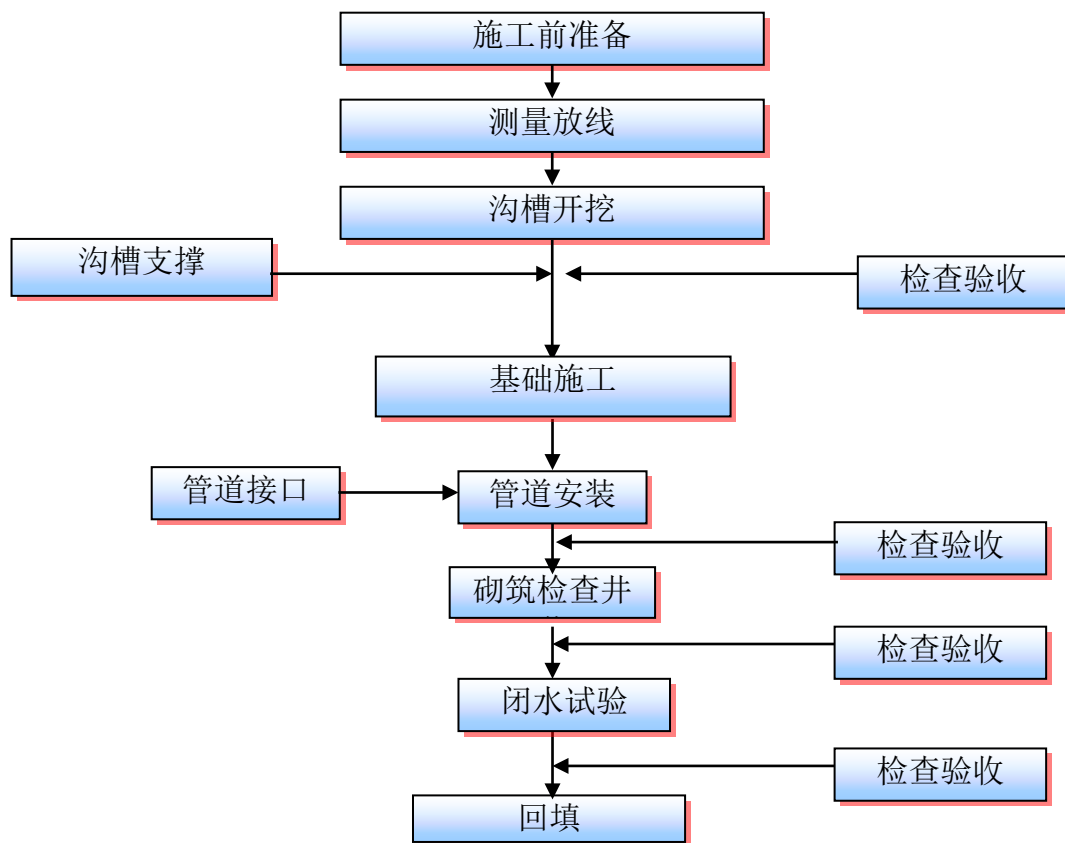 施工前准备
测量放线
沟槽开挖
沟槽支撑
检查验收
基础施工
管道接口
管道安装
检查验收
砌筑检查井
检查验收
闭水试验
检查验收
回填